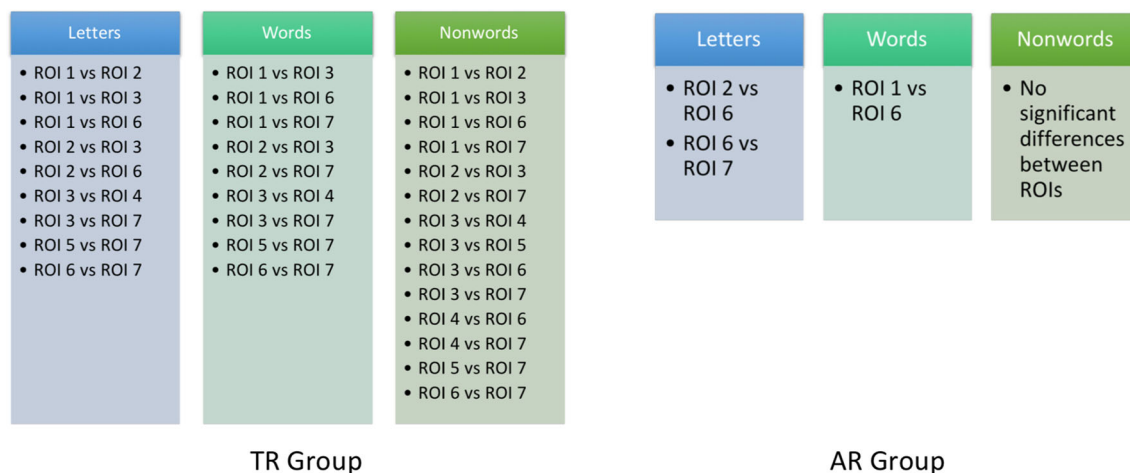 Letters
• ROI 1 vs ROI 2
• ROI 1 vs ROI 3
• ROI 1 vs ROI 6
• ROI 2 vs ROI 3
• ROI 2 vs ROI 6
• ROI 3 vs ROI 4
• ROI 3 vs ROI 7
• ROI 5 vs ROI 7
• ROI 6 vs ROI 7
Words
• ROI 1 vs ROI 3
• ROI 1 vs ROI 6
• ROI 1 vs ROI 7
• ROI 2 vs ROI 3
• ROI 2 vs ROI 7
• ROI 3 vs ROI 4
• ROI 3 vs ROI 7
• ROI 5 vs ROI 7
• ROI 6 vs ROI 7
Nonwords
• ROI 1 vs ROI 2
• ROI 1 vs ROI 3
• ROI 1 vs ROI 6
• ROI 1 vs ROI 7
• ROI 2 vs ROI 3
• ROI 2 vs ROI 7
• ROI 3 vs ROI 4
• ROI 3 vs ROI 5
• ROI 3 vs ROI 6
• ROI 3 vs ROI 7
• ROI 4 vs ROI 6
• ROI 4 vs ROI 7
• ROI 5 vs ROI 7
• ROI 6 vs ROI 7
TR Group
Letters
• ROI 2 vs
ROI 6
• ROI 6 vs
ROI 7
Words
• ROI 1 vs
ROI 6
Nonwords
• No
significant
differences
between
ROIs
AR Group